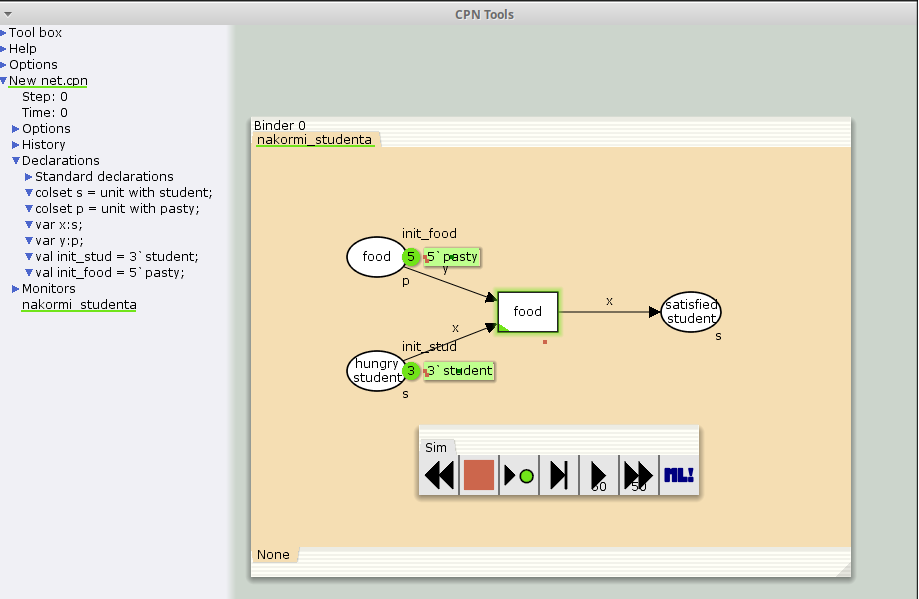 CPN Tools
Tool box
Help
Options
New net.cpn
Step: 0
Time: 0
Options
History
Declarations
Standard declarations
colset s = unit with student;
colset p = unit with pasty;
var x:s;
var y:p;
val init_stud = 3`student;
val init_food = 5`pasty;
Monitors
nakormi_studenta
Binder 0
nakormi_studenta
init_food
food
5
5`pasty
y
p
food
x
satisfied
student
s
x
init_stud
hungry
student
3
3`student
s
Sim
50
50
ML!
None